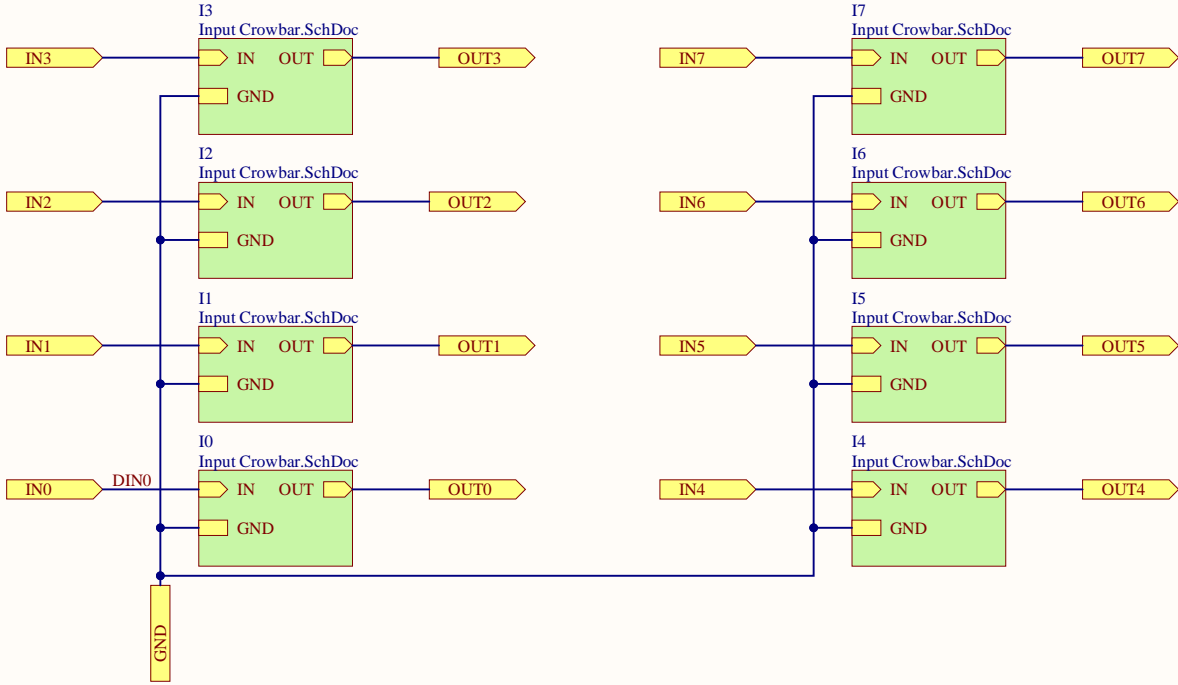 I3
Input Crowbar.SchDoc
IN3
IN OUT
OUT3
GND
I7
Input Crowbar.SchDoc
IN7
IN OUT
OUT7
GND
I2
Input Crowbar.SchDoc
IN2
IN OUT
OUT2
GND
I6
Input Crowbar.SchDoc
IN6
IN OUT
OUT6
GND
I1
Input Crowbar.SchDoc
IN1
IN OUT
OUT1
GND
I5
Input Crowbar.SchDoc
IN5
IN OUT
OUT5
GND
I0
Input Crowbar.SchDoc
IN0
DIN0
IN OUT
OUT0
GND
I4
Input Crowbar.SchDoc
IN4
IN OUT
OUT4
GND
GND